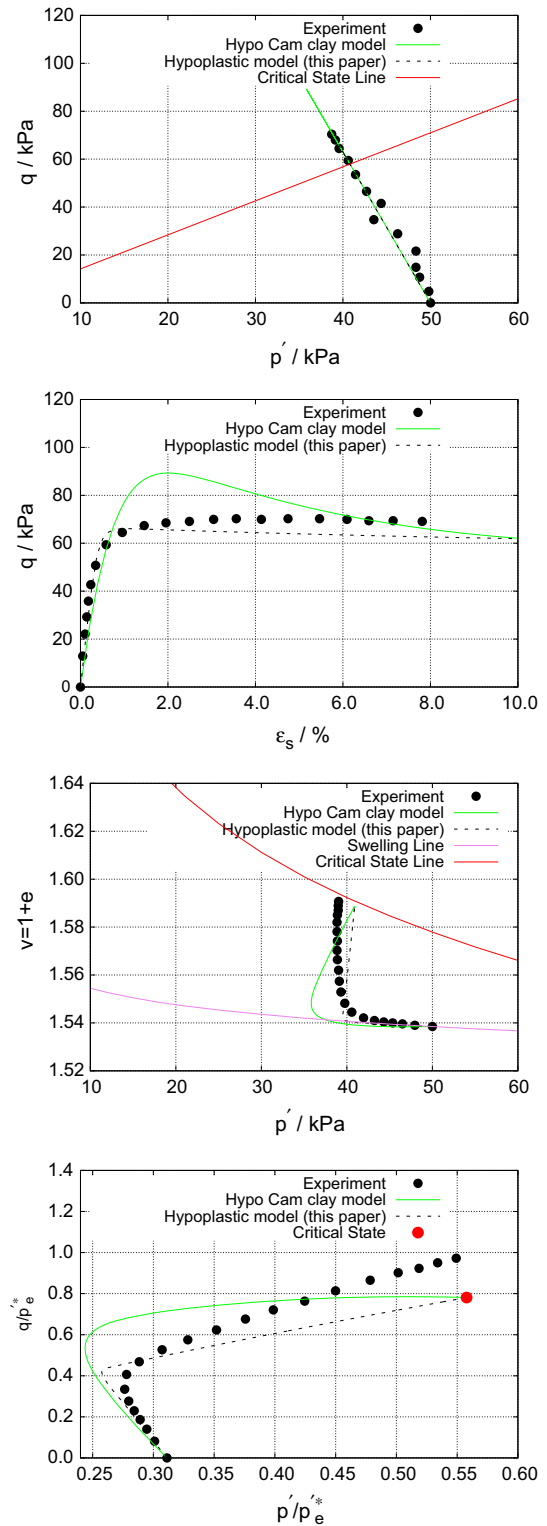 120
100
80
60
40
20
0
q / kPa
Experiment
Hypo Cam clay model
Hypoplastic model (this paper)
Critical State Line
10 20 30 40 50 60
p′ / kPa
120
100
80
60
40
20
0
q / kPa
Experiment
Hypo Cam clay model
Hypoplastic model (this paper)
0.0 2.0 4.0 6.0 8.0 10.0
εs / %
1.64
1.62
1.60
1.58
1.56
1.54
1.52
v=1+e
Experiment
Hypo Cam clay model
Hypoplastic model (this paper)
Swelling Line
Critical State Line
10 20 30 40 50 60
p′ / kPa
1.4
1.2
1.0
0.8
0.6
0.4
0.2
0.0
q/p′e*
Experiment
Hypo Cam clay model
Hypoplastic model (this paper)
Critical State
0.25 0.30 0.35 0.40 0.45 0.50 0.55 0.60
p′/p′e*